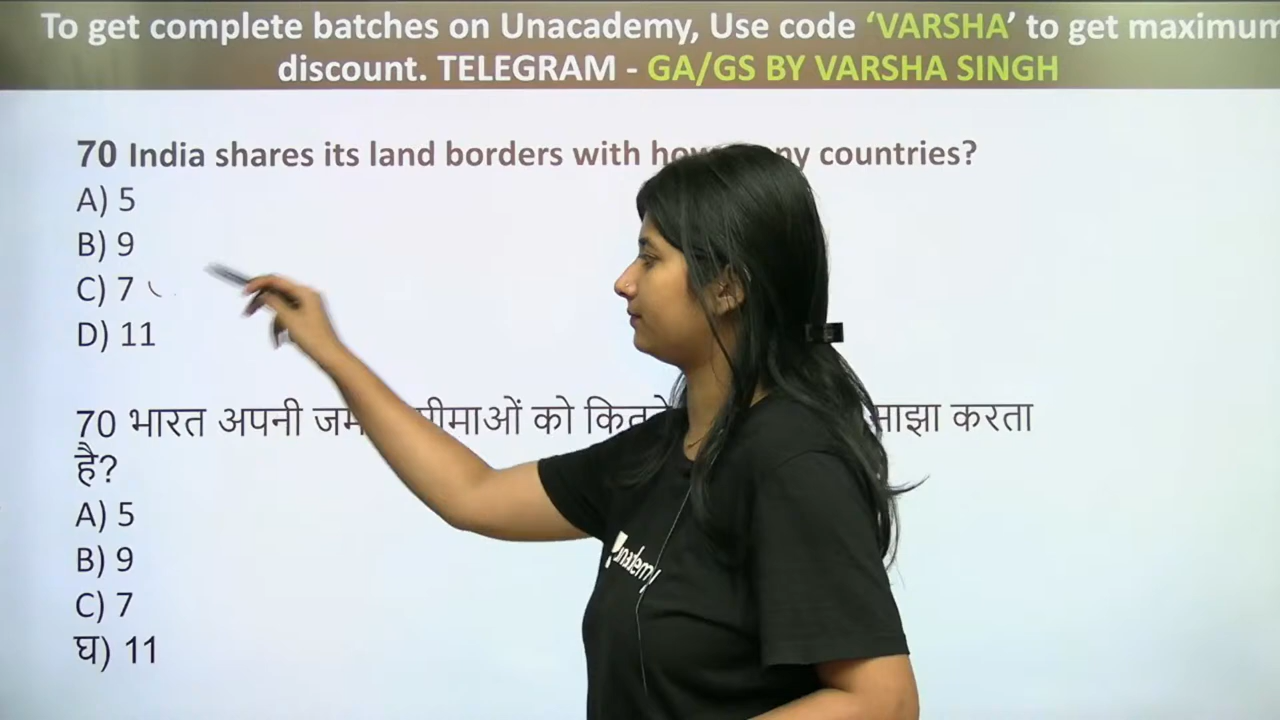 To get complete batches on Unacademy, Use code ‘VARSHA’ to get maximum
discount. TELEGRAM - GA/GS BY VARSHA SINGH
70 India shares its land borders with countries?
A) 5
B) 9
C) 7
D) 11
70 भारत अपनी को साझा करता
है?
A) 5
B) 9
C) 7
घ) 11
unacademy